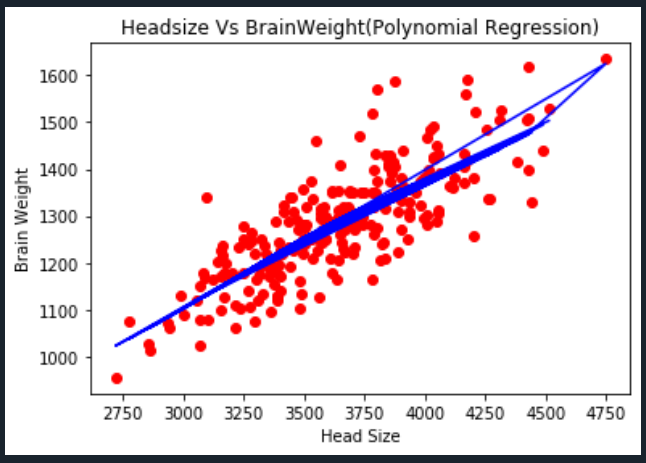 Headsize Vs BrainWeight(Polynomial Regression)
1600
1500
1400
1300
1200
1100
1000
Brain Weight
2750 3000 3250 3500 3750 4000 4250 4500 4750
Head Size